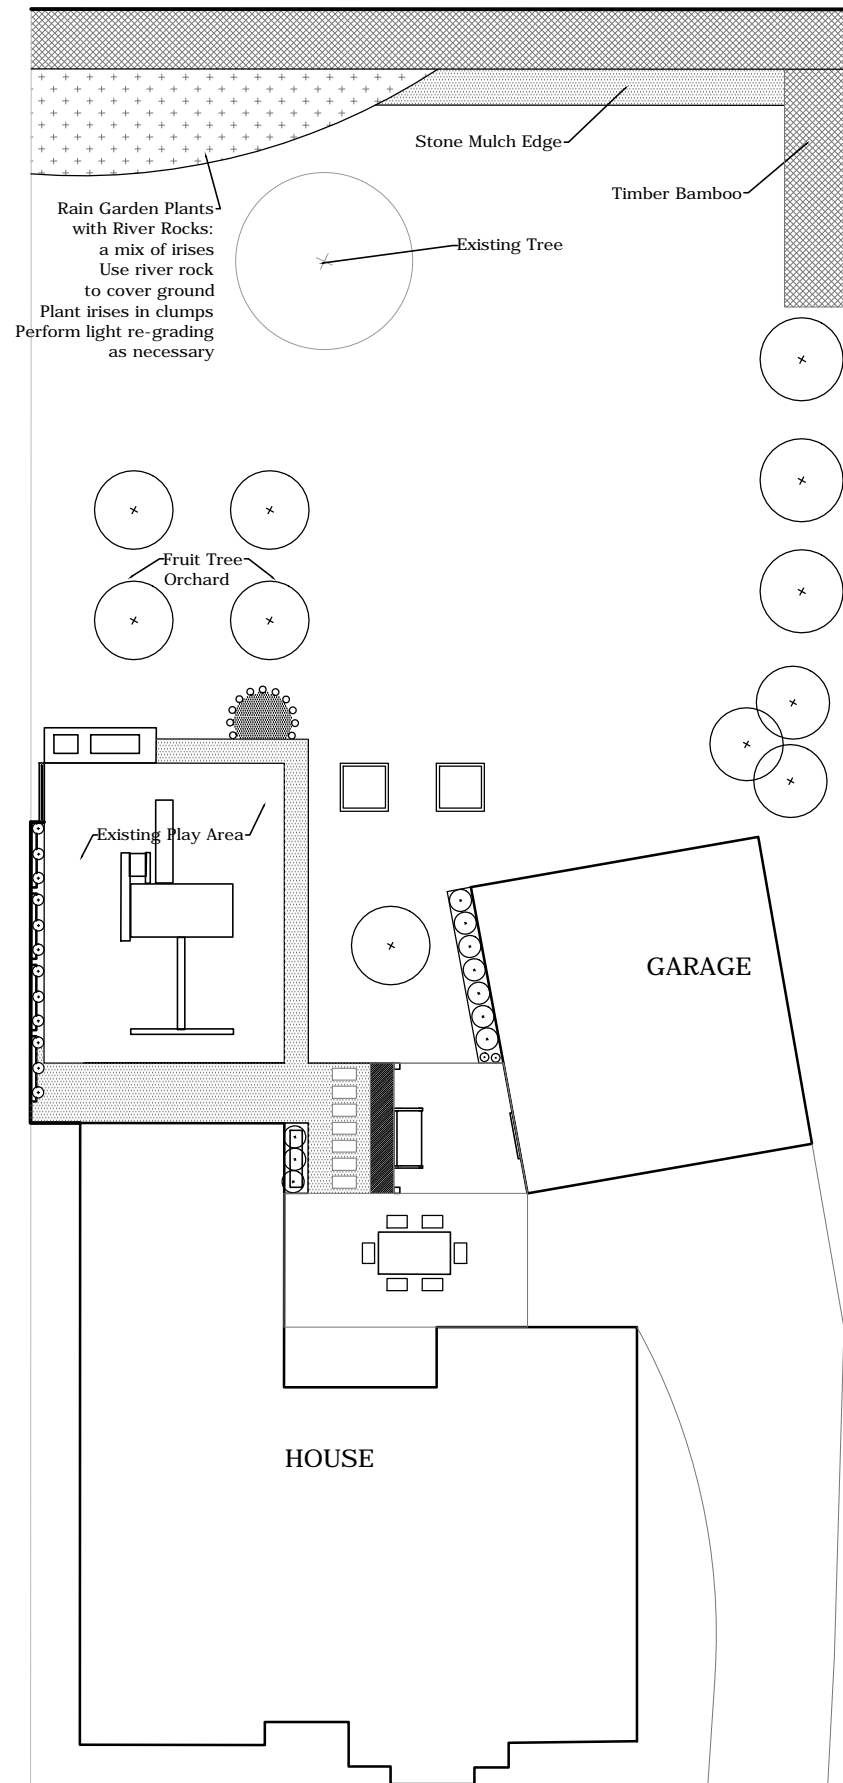 Stone Mulch Edge
Timber Bamboo
Rain Garden Plants
with River Rocks:
a mix of irises
Use river rock
to cover ground
Plant irises in clumps
Perform light re-grading
as necessary
Existing Tree
Fruit Tree
Orchard
Existing Play Area
GARAGE
HOUSE